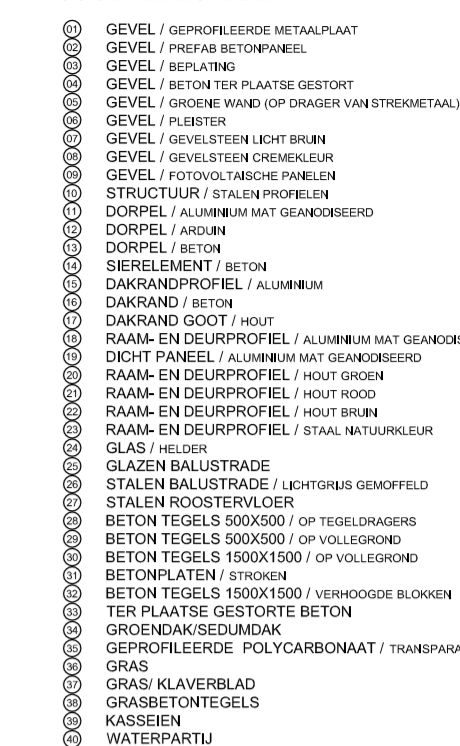 01 GEVEL / GEPROFILEERDE METAALPLAAT
02 GEVEL / PREFAB BETONPANEEL
03 GEVEL / BEPLATING
04 GEVEL / BETON TER PLAATSE GESTORT
05 GEVEL / GROENE WAND (OP DRAGER VAN STREKMETAAL)
06 GEVEL / PLEISTER
07 GEVEL / GEVELSTEEN LICHT BRUIN
08 GEVEL / GEVELSTEEN CREMEKLEUR
09 GEVEL / FOTOVOLTAISCHE PANELEN
10 STRUCTUUR / STALEN PROFIELEN
11 DORPEL / ALUMINIUM MAT GEANODISEERD
12 DORPEL / ARDUIN
13 DORPEL / BETON
14 SIERELEMENT / BETON
15 DAKRANDPROFIEL / ALUMINIUM
16 DAKRAND / BETON
17 DAKRAND GOOT / HOUT
18 RAAM- EN DEURPROFIEL / ALUMINIUM MAT GEANODIS
19 DICHT PANEEL / ALUMINIUM MAT GEANODISEERD
20 RAAM- EN DEURPROFIEL / HOUT GROEN
21 RAAM- EN DEURPROFIEL / HOUT ROOD
22 RAAM- EN DEURPROFIEL / HOUT BRUIN
23 RAAM- EN DEURPROFIEL / STAAL NATUURKLEUR
24 GLAS / HELDER
25 GLAZEN BALUSTRADE
26 STALEN BALUSTRADE / LICHTGRIJS GEMOFFELD
27 STALEN ROOSTERVLOER
28 BETON TEGELS 500X500 / OP TEGELDRAGERS
29 BETON TEGELS 500X500 / OP VOLLEGROND
30 BETON TEGELS 1500X1500 / OP VOLLEGROND
31 BETONPLATEN / STROKEN
32 BETON TEGELS 1500X1500 / VERHOOGDE BLOKKEN
33 TER PLAATSE GESTORTE BETON
34 GROENDAK/SEDUMDAK
35 GEPROFILEERDE POLYCARBONAAT / TRANSPARA
36 GRAS
37 GRAS/ KLAVERBLAD
38 GRASBETONTEGELS
39 KASSEIEN
40 WATERPARTIJ